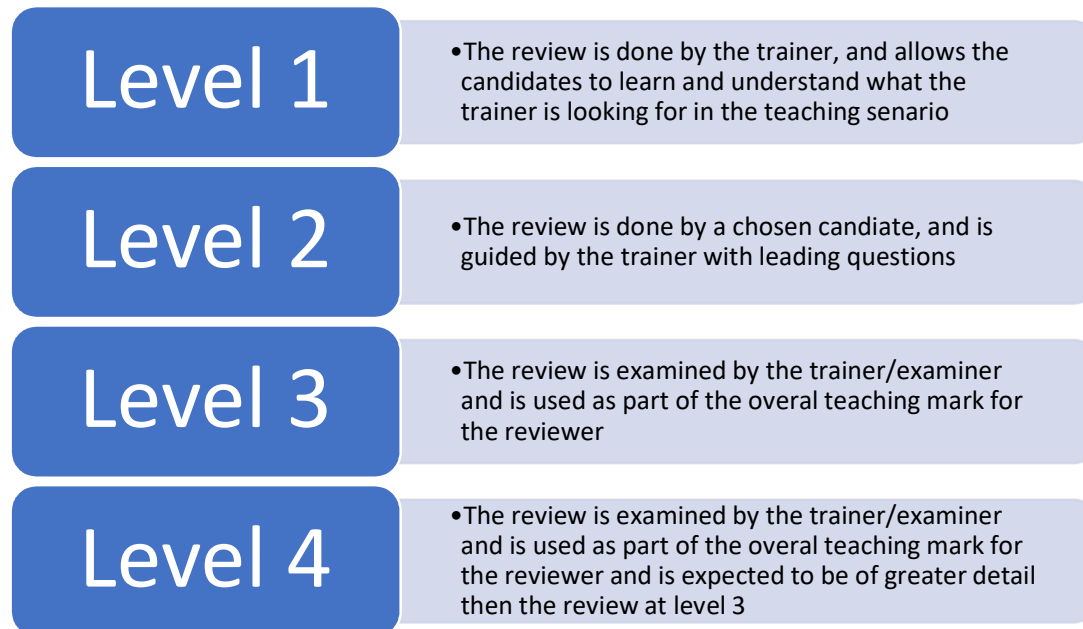 Level 1
•The review is done by the trainer, and allows the
candidates to learn and understand what the
trainer is looking for in the teaching senario
Level 2
•The review is done by a chosen candiate, and is
guided by the trainer with leading questions
Level 3
•The review is examined by the trainer/examiner
and is used as part of the overal teaching mark for
the reviewer
Level 4
•The review is examined by the trainer/examiner
and is used as part of the overal teaching mark for
the reviewer and is expected to be of greater detail
then the review at level 3